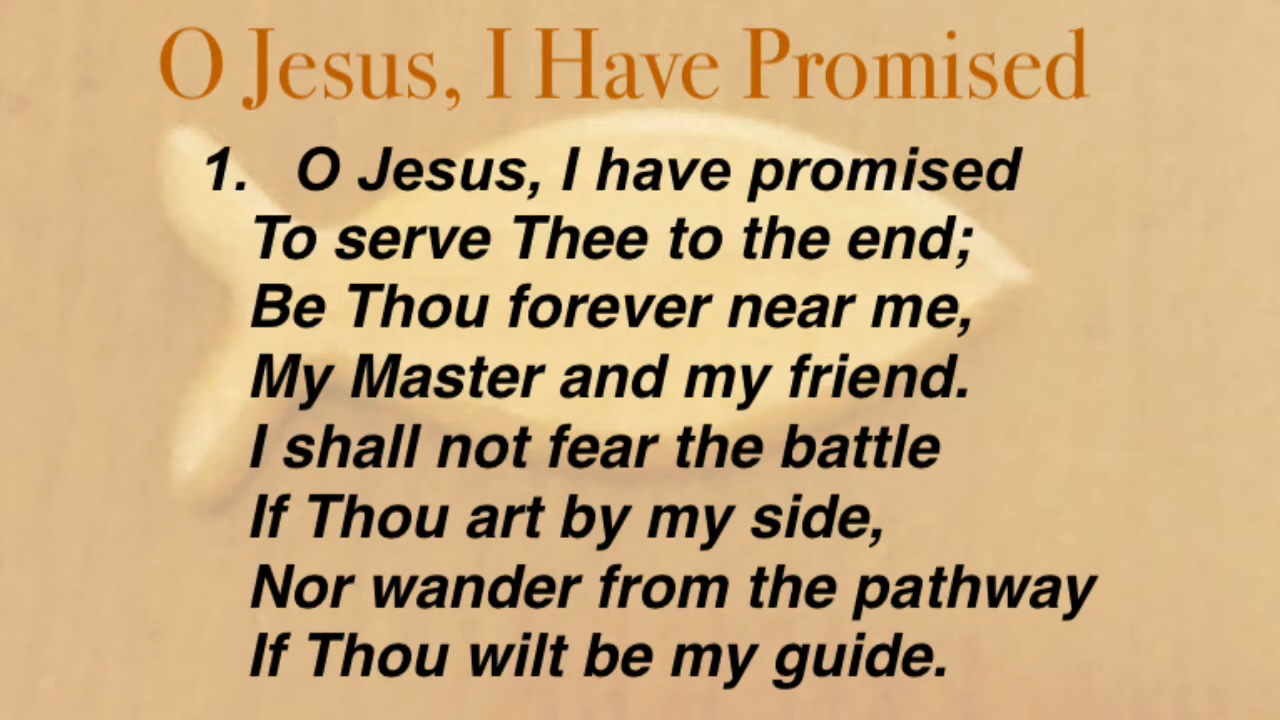 O Jesus, I Have Promised
1. O Jesus, I have promised
To serve Thee to the end;
Be Thou forever near me,
My Master and my friend.
I shall not fear the battle
If Thou art by my side,
Nor wander from the pathway
If Thou wilt be my guide.